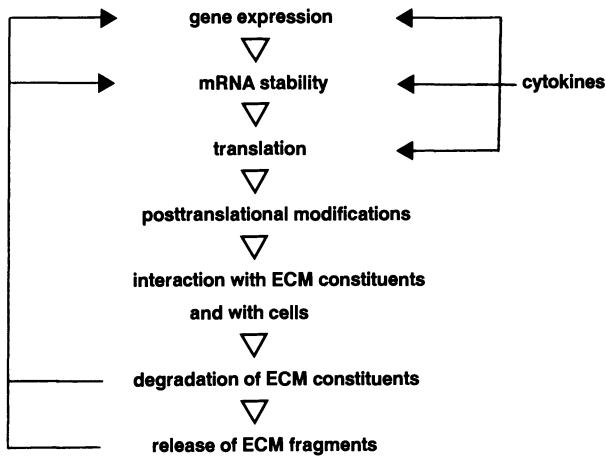 gene expression
mRNA stability
cytokines
translation
posttranslational modifications
interaction with ECM constituents
and with cells
degradation of ECM constituents
release of ECM fragments